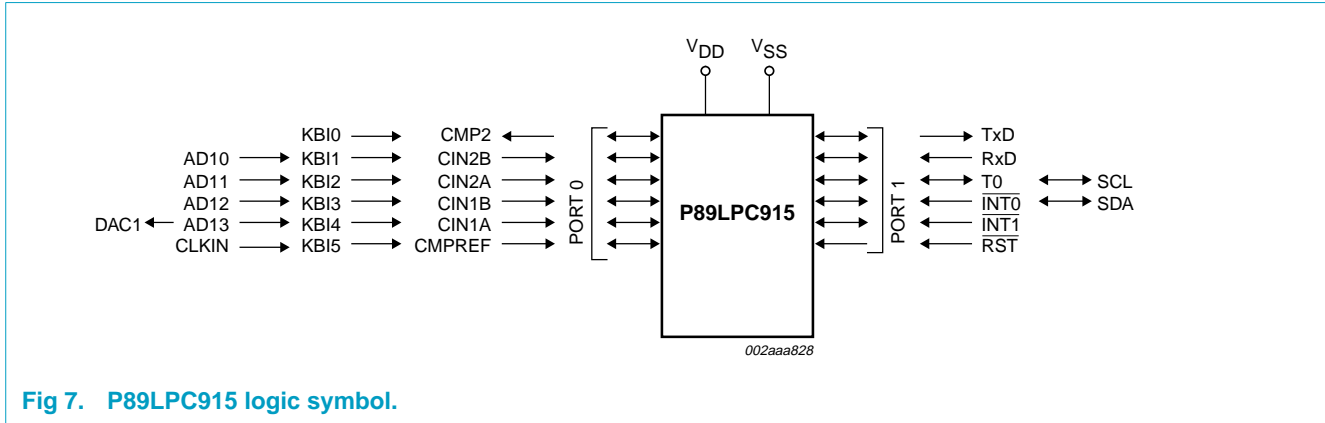 VDD VSS
KBI0 CMP2 TxD
AD10 KBI1 CIN2B RxD
AD11 KBI2 CIN2A T0 SCL
AD12 KBI3 CIN1B INT0 SDA
DAC1 AD13 KBI4 CIN1A INT1
CLKIN KBI5 CMPREF RST
PORT 0
P89LPC915
PORT 1
002aaa828
Fig 7. P89LPC915 logic symbol.